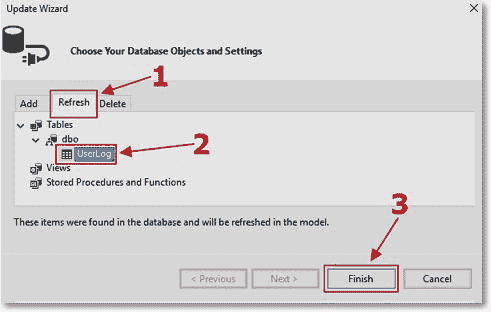 Update Wizard
Choose Your Database Objects and Settings
1
Add Refresh Delete
Tables
dbo
UserLog
2
Views
Stored Procedures and Functions
These items were found in the database and will be refreshed in the model.
3
< Previous Next > Finish Cancel